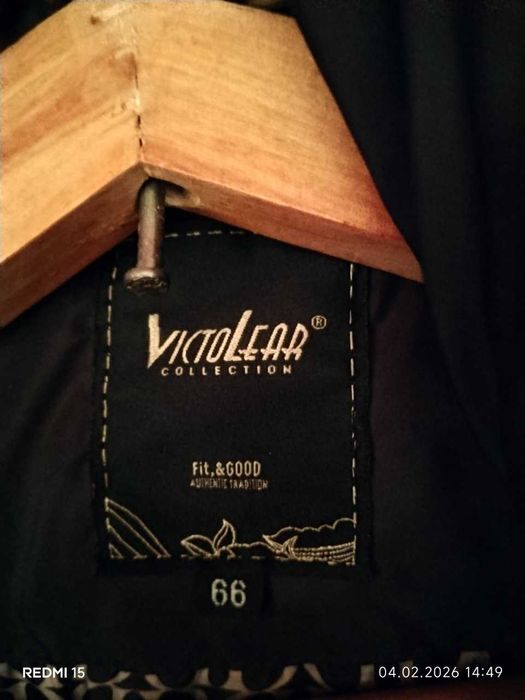 VICTOLEAR®
COLLECTION
Fit,&GOOD
AUTHENTIC TRADITION
66
REDMI 15
04.02.2026 14:49